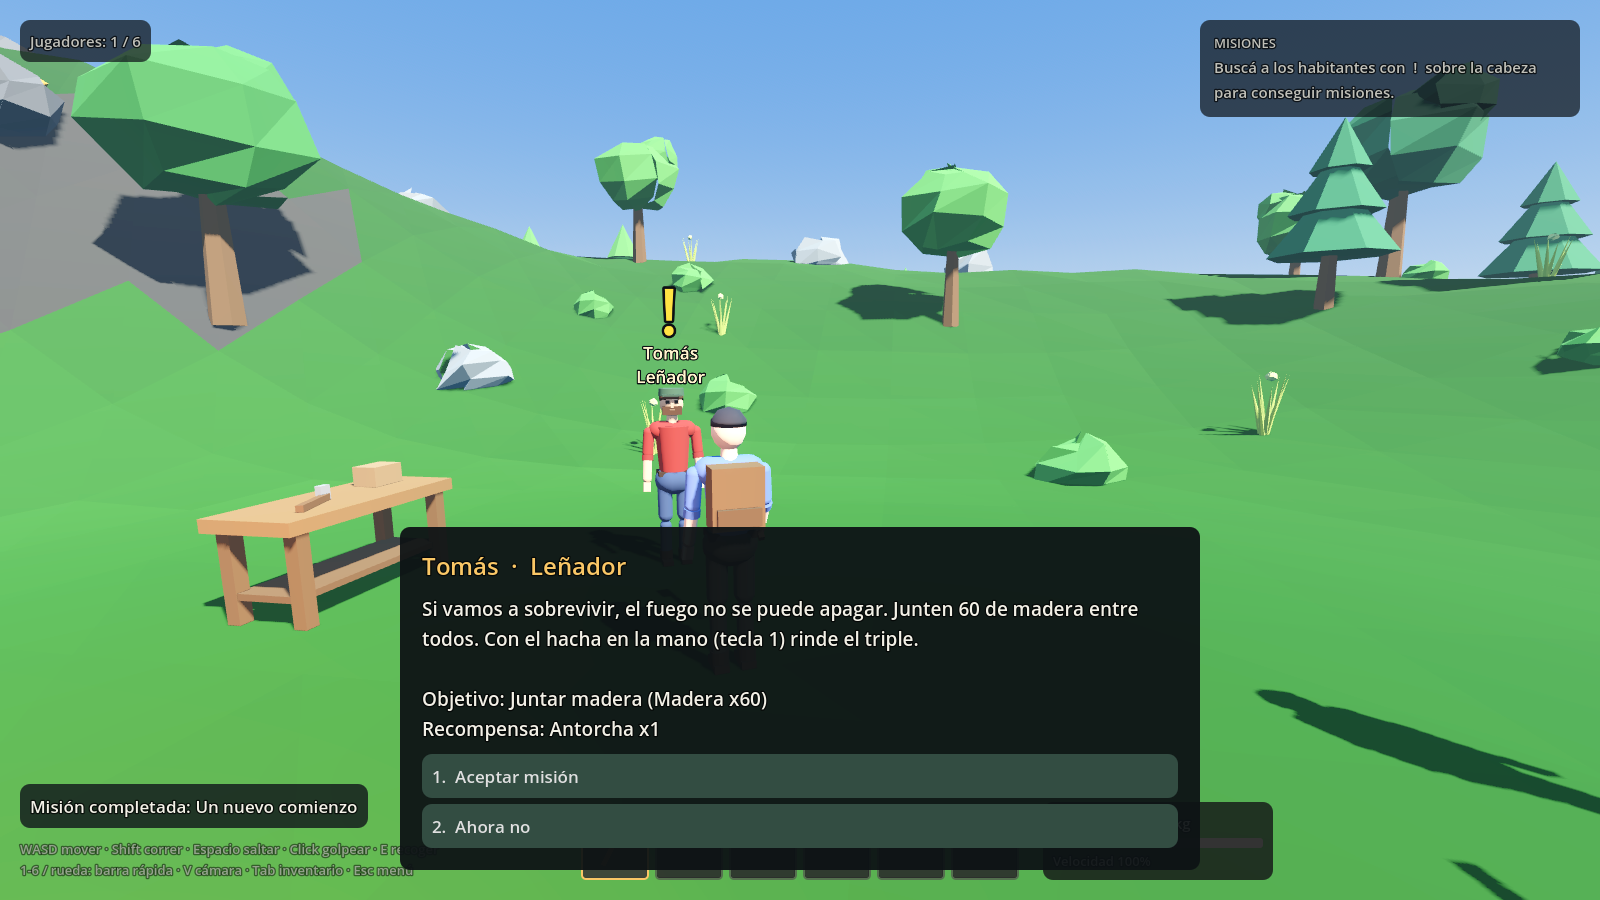 Jugadores: 1 / 6
MISIONES
Buscá a los habitantes con ! sobre la cabeza
para conseguir misiones.
!
Tomás
Leñador
Tomás · Leñador
Si vamos a sobrevivir, el fuego no se puede apagar. Junten 60 de madera entre
todos. Con el hacha en la mano (tecla 1) rinde el triple.
Objetivo: Juntar madera (Madera x60)
Recompensa: Antorcha x1
1. Aceptar misión
2. Ahora no
Misión completada: Un nuevo comienzo
WASD mover · Shift correr · Espacio saltar · Click golpear · E
1-6 / rueda: barra rápida · V cámara · Tab inventario · Esc menú
kg
Velocidad 100%